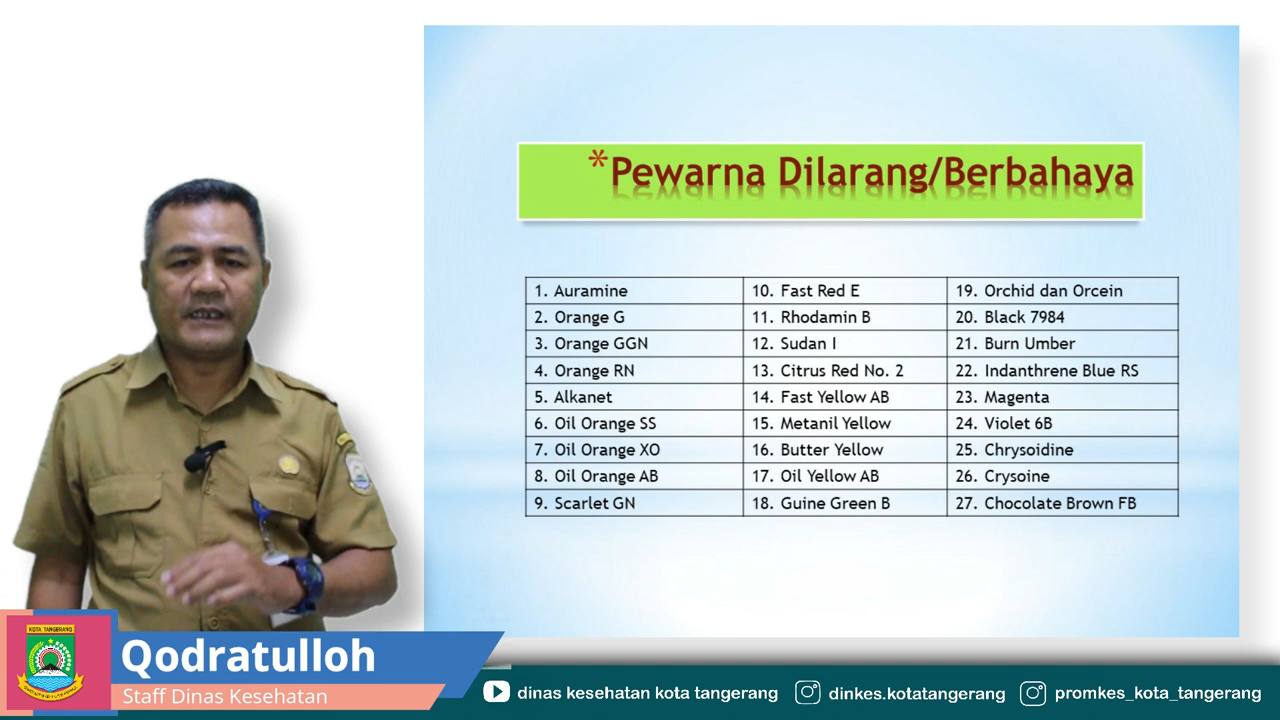 *Pewarna Dilarang/Berbahaya
1. Auramine
10. Fast Red E
19. Orchid dan Orcein
2. Orange G
11. Rhodamin B
20. Black 7984
3. Orange GGN
12. Sudan I
21. Burn Umber
4. Orange RN
13. Citrus Red No. 2
22. Indanthrene Blue RS
5. Alkanet
14. Fast Yellow AB
23. Magenta
6. Oil Orange SS
15. Metanil Yellow
24. Violet 6B
7. Oil Orange XO
16. Butter Yellow
25. Chrysoidine
8. Oil Orange AB
17. Oil Yellow AB
26. Crysoine
9. Scarlet GN
18. Guine Green B
27. Chocolate Brown FB
KOTA TANGERANG
Qodratulloh
Staff Dinas Kesehatan
dinas kesehatan kota tangerang
dinkes.kotatangerang
promkes_kota_tangerang